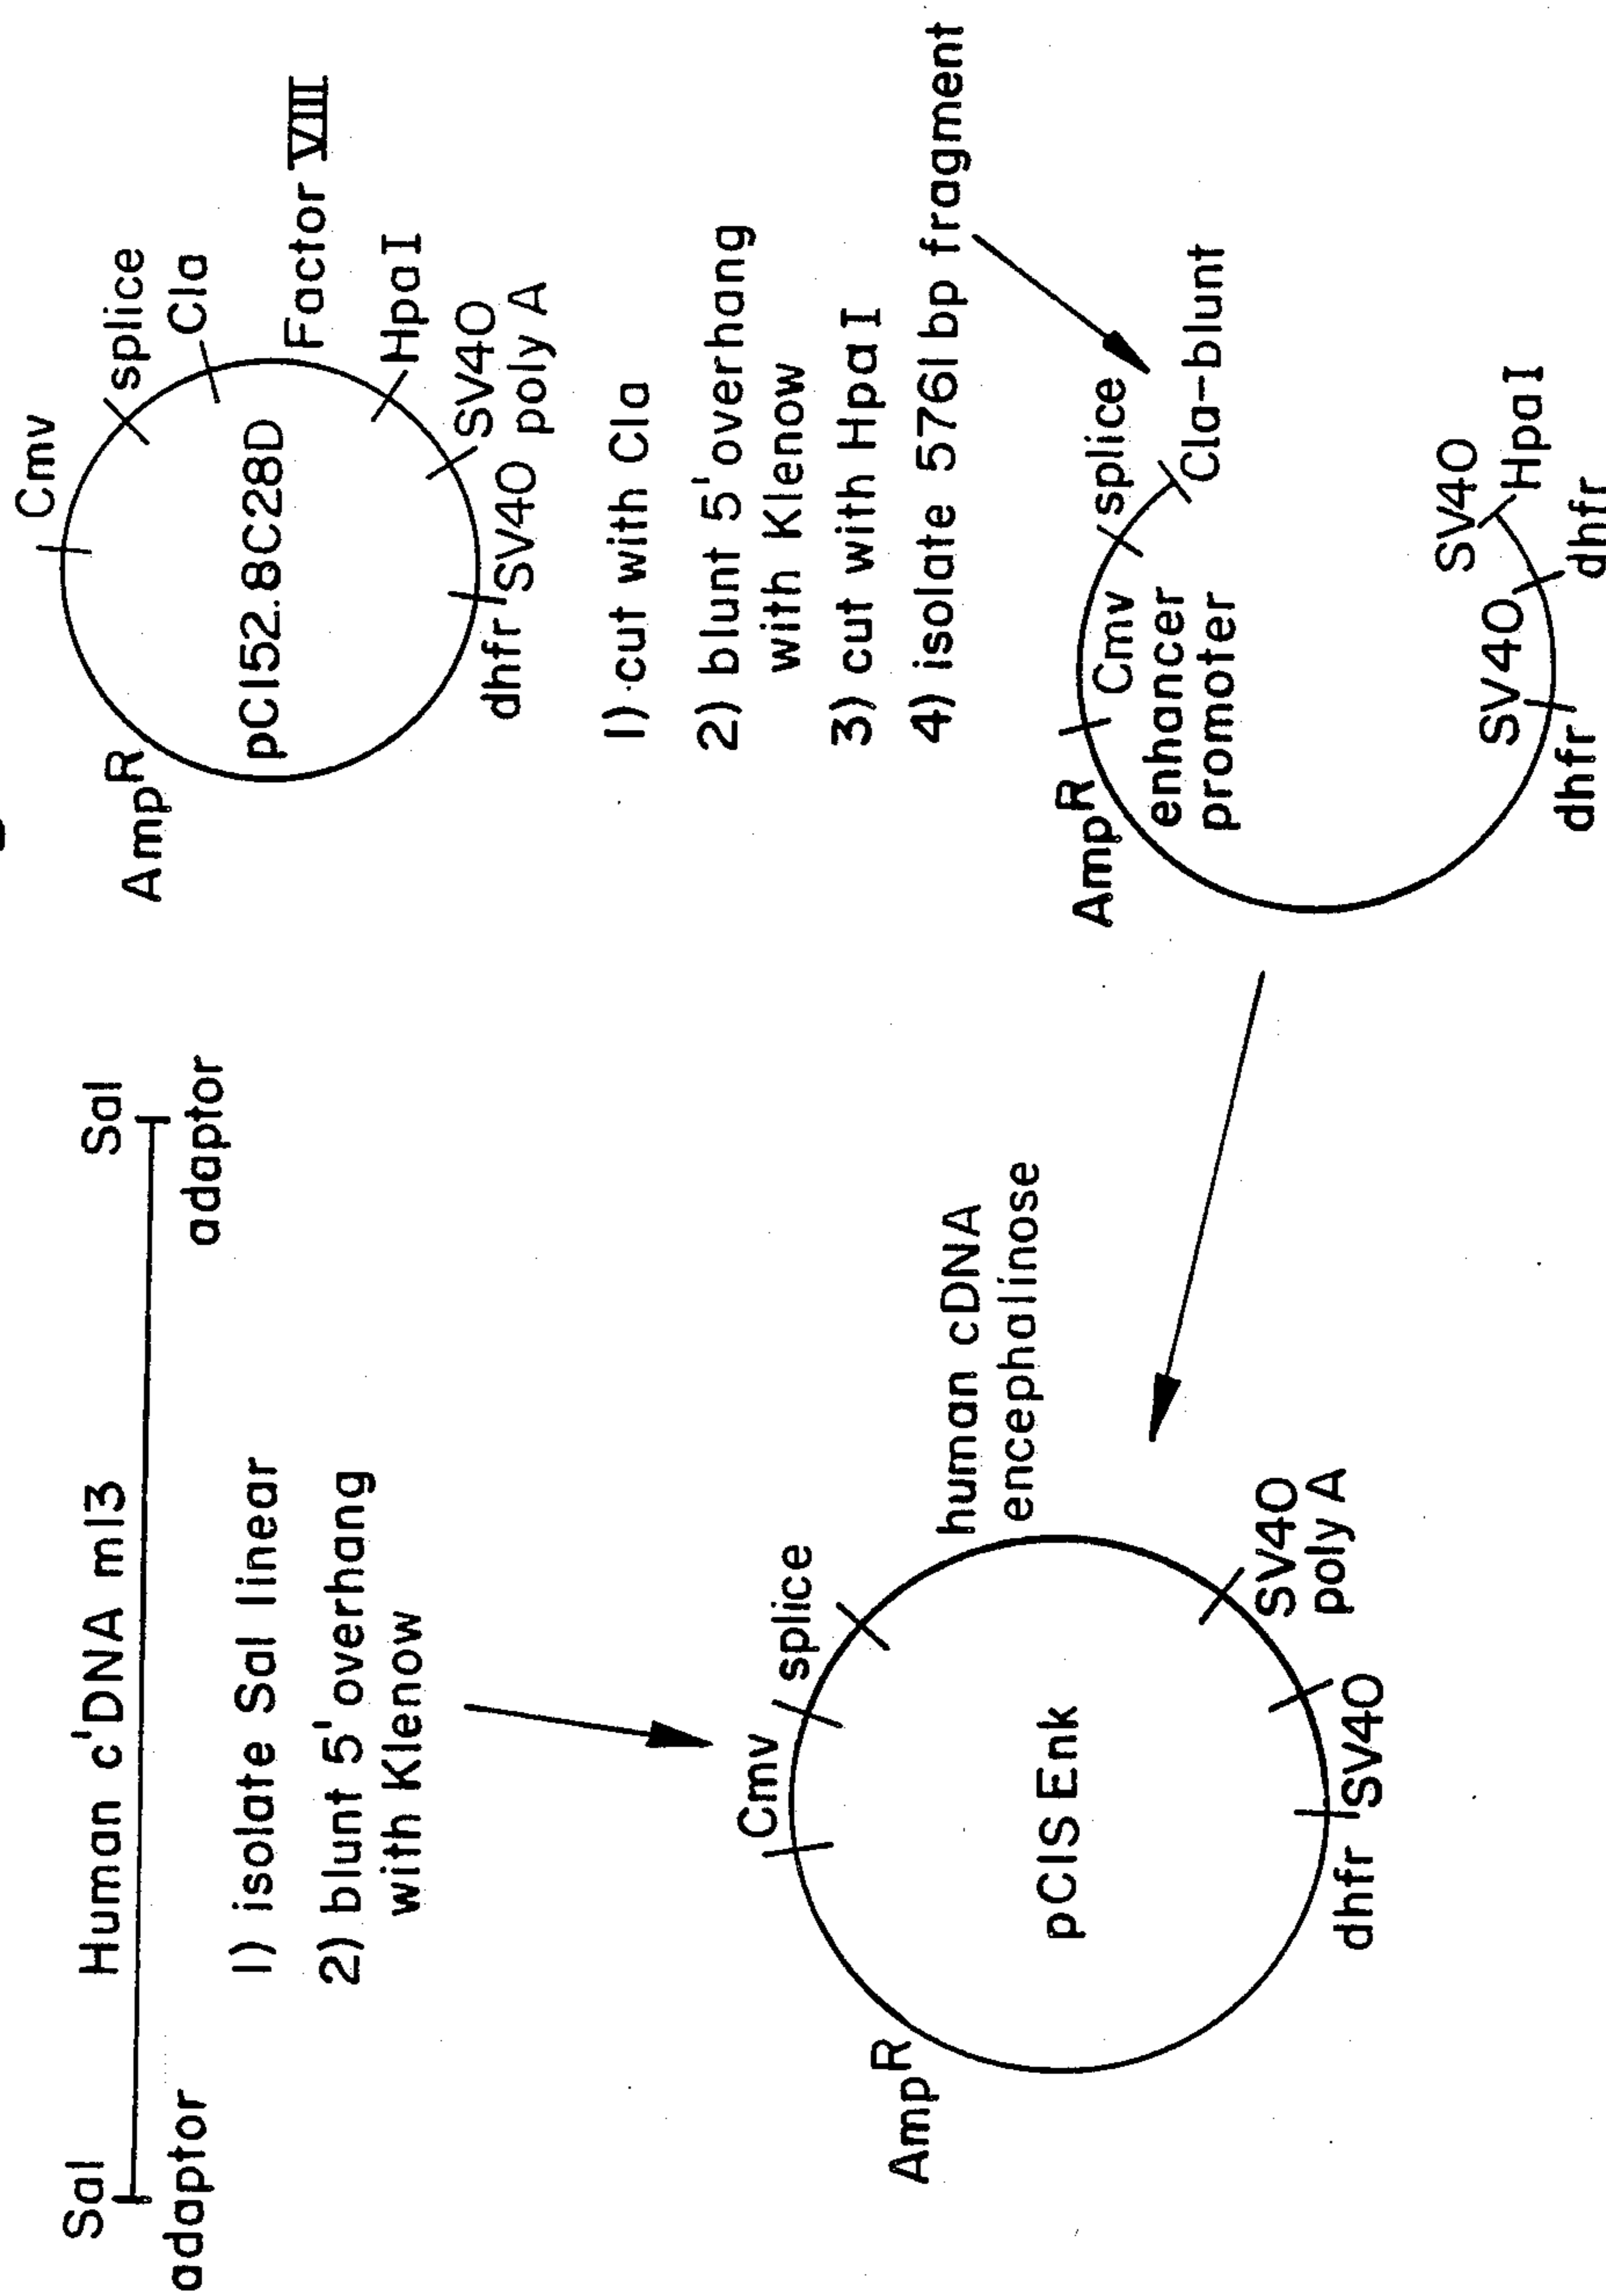 Human c'DNA m13
Sal
adaptor
Sal
adaptor
1) isolate Sal linear
2) blunt 5' overhang
with Klenow
Cmv
splice
Cla
Factor VIII
HpaI
SV40
poly A
SV40
dhfr
AmpR
pCI52.8C28D
1) cut with Cla
2) blunt 5' overhang
with Klenow
3) cut with HpaI
4) isolate 5761bp fragment
AmpR
Cmv
enhancer
promoter
splice
Cla-blunt
SV40
HpaI
SV40
dhfr
dhfr
human cDNA
encephalinose
Cmv
splice
AmpR
pCISEnk
SV40
poly A
SV40
dhfr